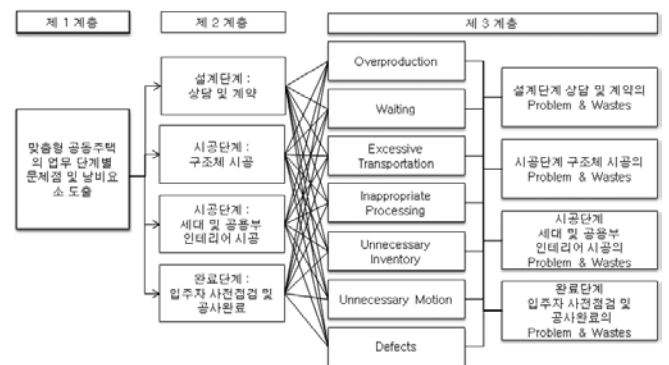 제 1 계층
제 2 계층
제 3 계층
맞춤형 공동주택
의 업무 단계별
문제점 및 낭비요
소 도출
설계단계 :
상담 및 계약
시공단계 :
구조체 시공
시공단계 :
세대 및 공용부
인테리어 시공
완료단계 :
입주자 사전점검 및
공사완료
Overproduction
Waiting
Excessive
Transportation
Inappropriate
Processing
Unnecessary
Inventory
Unnecessary Motion
Defects
설계단계 상담 및 계약의
Problem & Wastes
시공단계 구조체 시공의
Problem & Wastes
시공단계
세대 및 공용부
인테리어 시공의
Problem & Wastes
완료단계
입주자 사전점검 및
공사완료의
Problem & Wastes